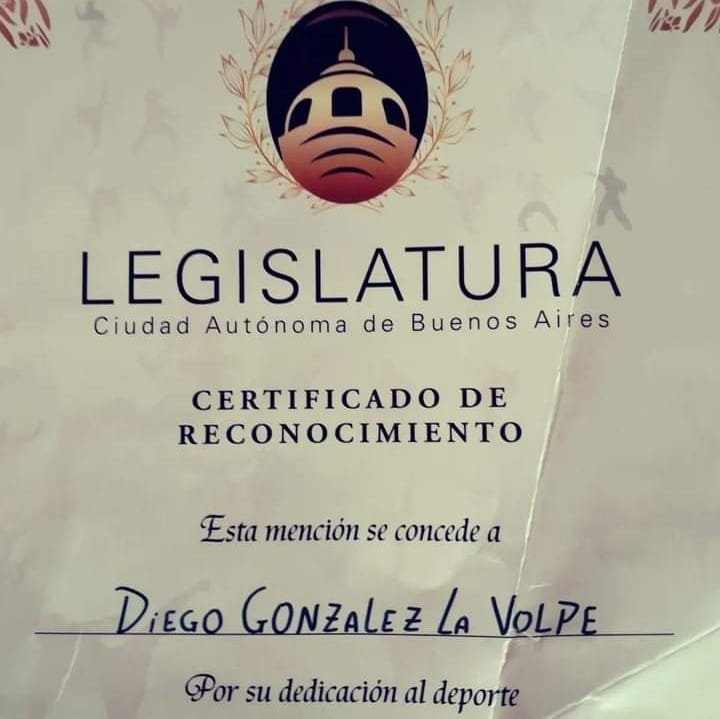 LEGISLATURA
Ciudad Autónoma de Buenos Aires
CERTIFICADO DE
RECONOCIMIENTO
Esta mención se concede a
DiEGO GONZALEZ LA VOLPE
Por su dedicación al deporte